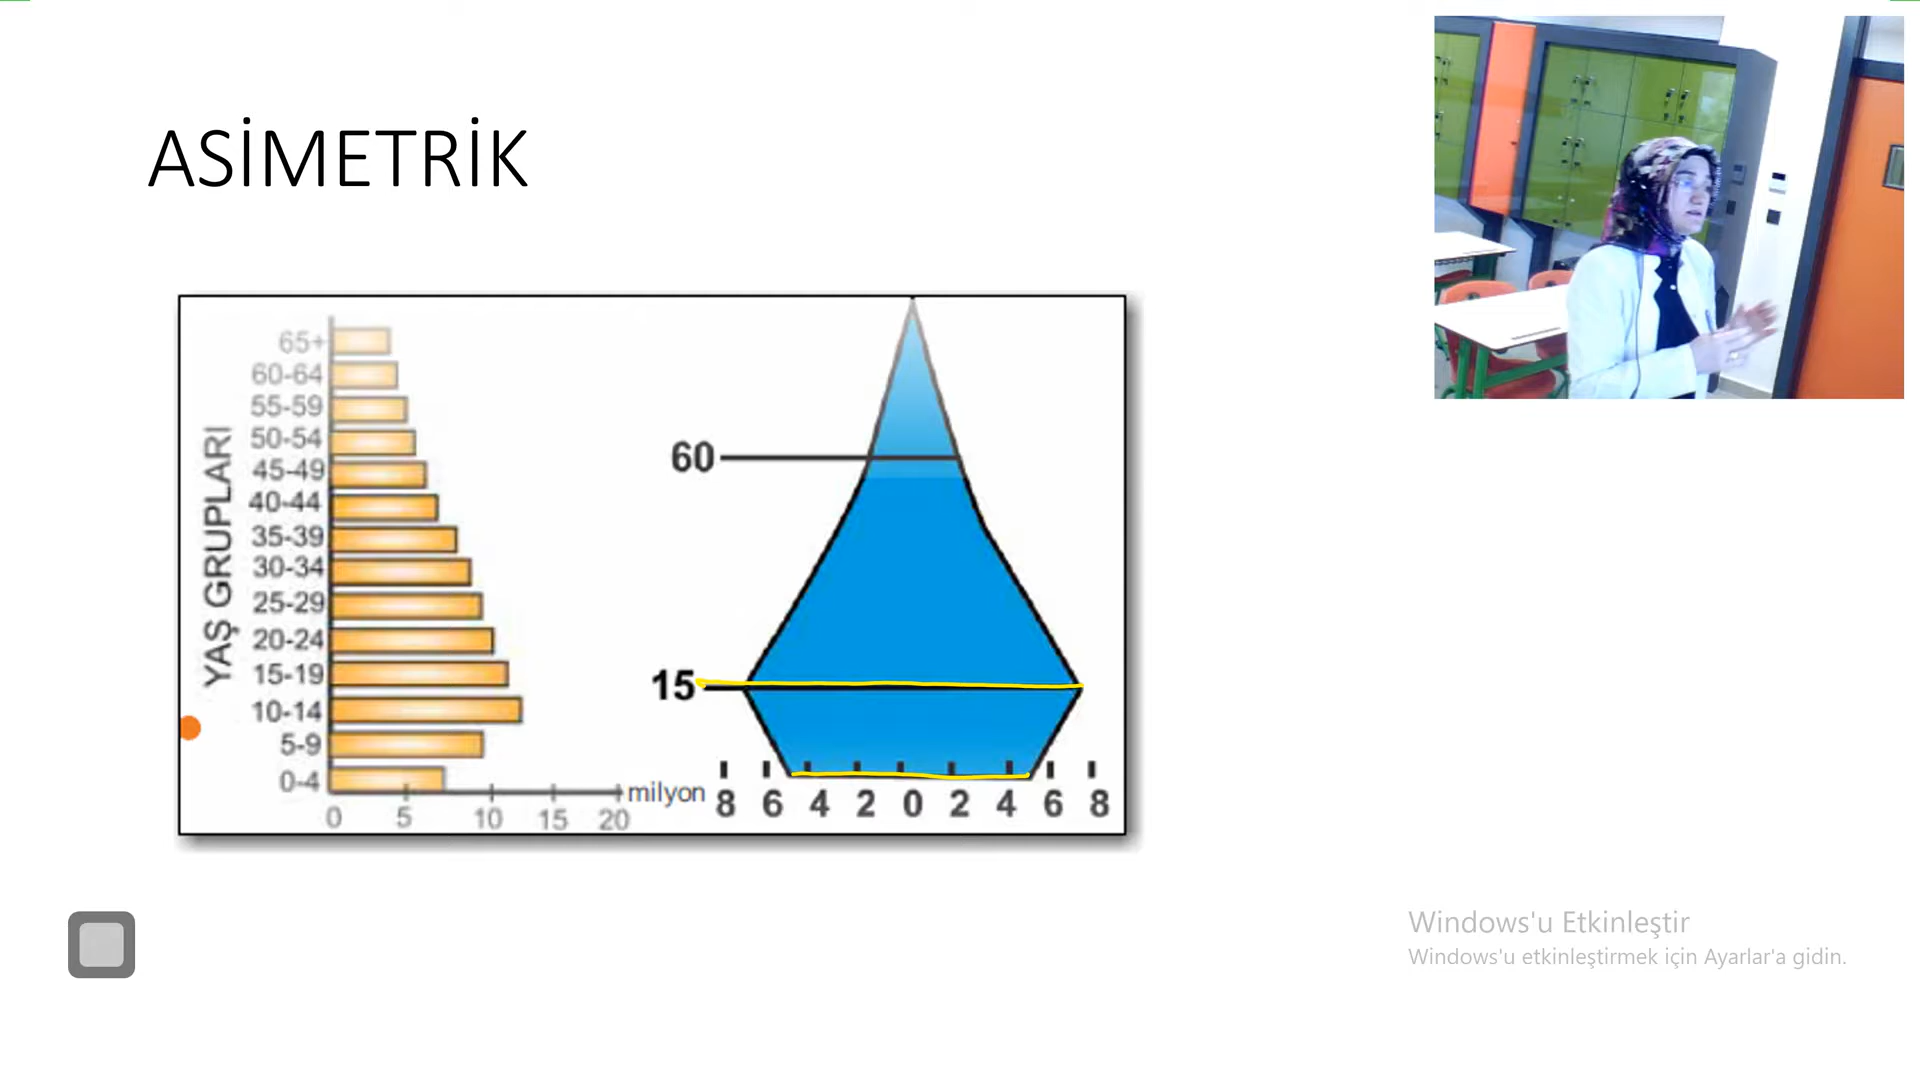 ASİMETRİK
YAŞ GRUPLARI
65+
60-64
55-59
50-54
45-49
40-44
35-39
30-34
25-29
20-24
15-19
10-14
5-9
0-4
0 5 10 15 20
milyon
60
15
8 6 4 2 0 2 4 6 8
Windows'u Etkinleştir
Windows'u etkinleştirmek için Ayarlar'a gidin.